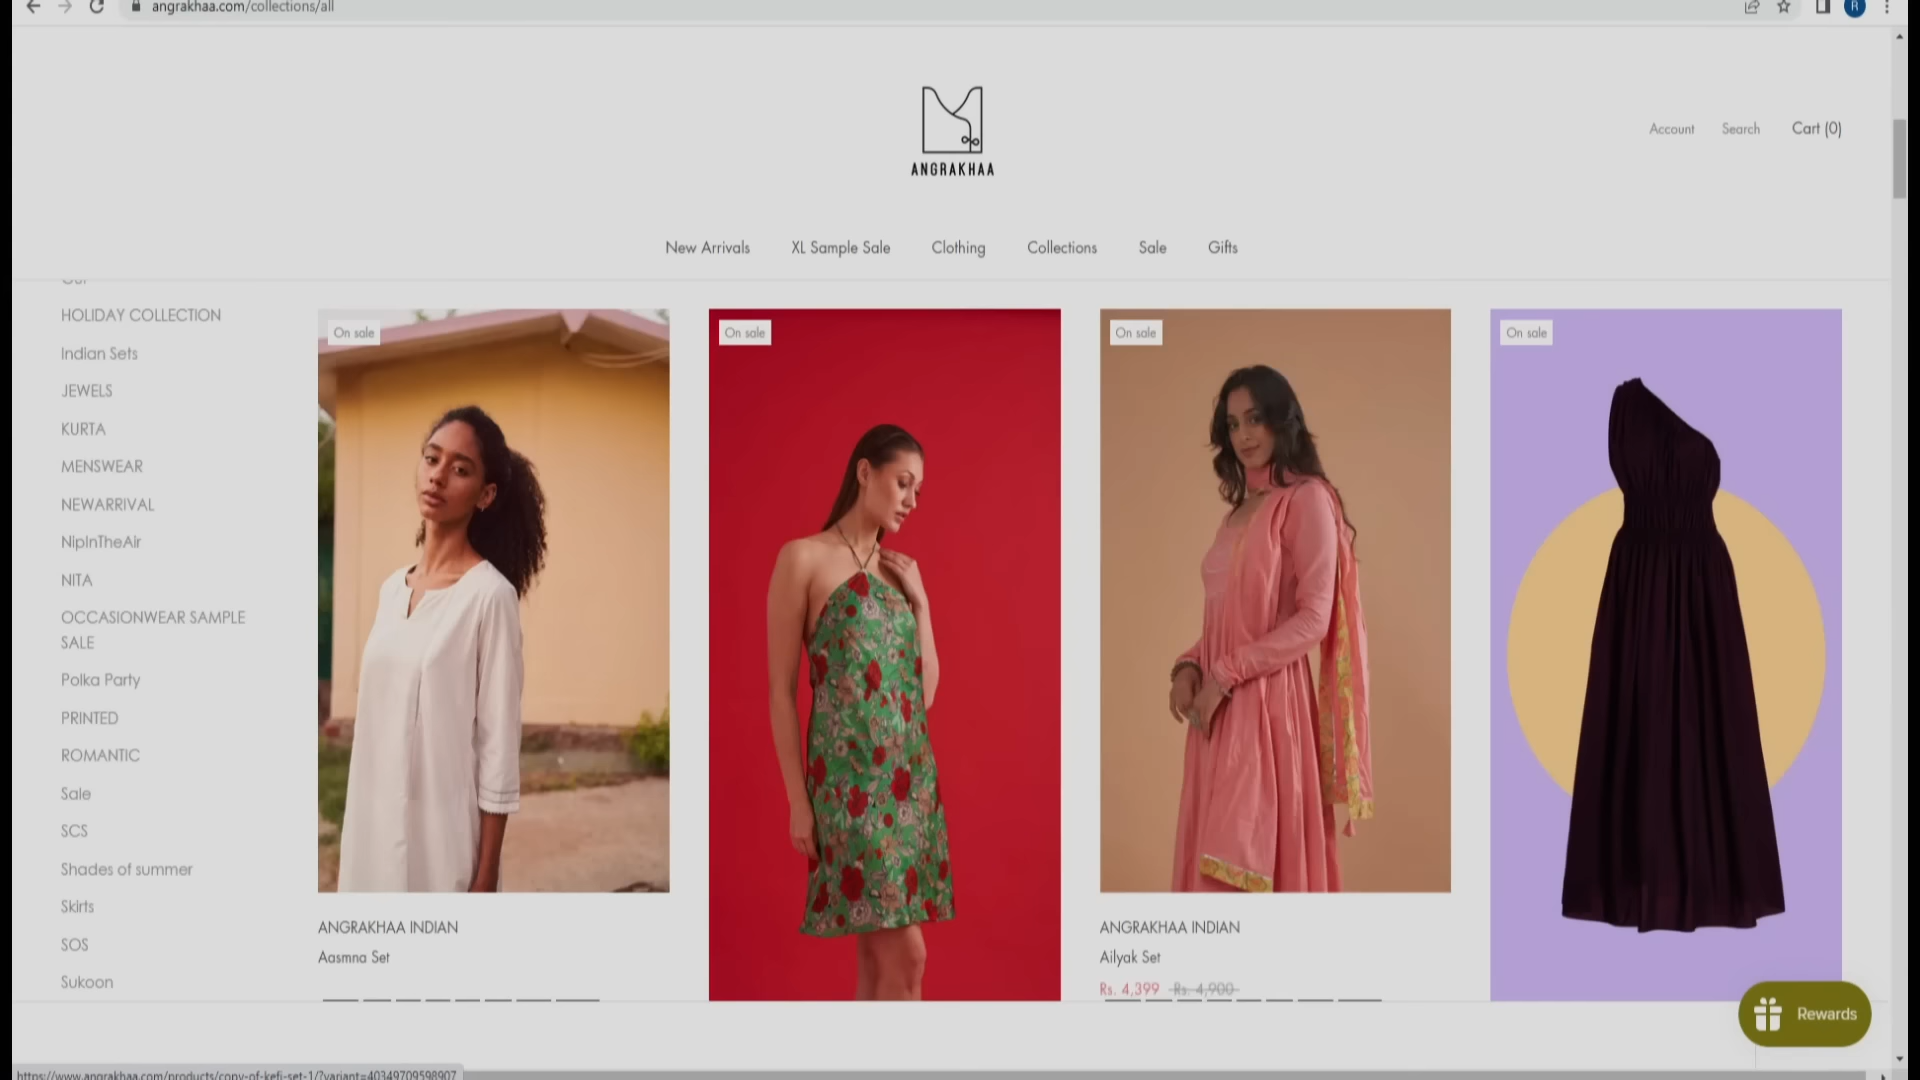 angrakhaa.com/collections/all
R
ANGRAKHAA
Account
Search
Cart (0)
New Arrivals
XL Sample Sale
Clothing
Collections
Sale
Gifts
HOLIDAY COLLECTION
Indian Sets
JEWELS
KURTA
MENSWEAR
NEWARRIVAL
NipInTheAir
NITA
OCCASIONWEAR SAMPLE
SALE
Polka Party
PRINTED
ROMANTIC
Sale
SCS
Shades of summer
Skirts
SOS
Sukoon
On sale
On sale
On sale
On sale
ANGRAKHAA INDIAN
Aasmna Set
ANGRAKHAA INDIAN
Ailyak Set
Rs. 4,399 Rs. 4,900
Rewards
https://www.angrakhaa.com/products/copy-of-kefi-set-1/?variant=40349709598907